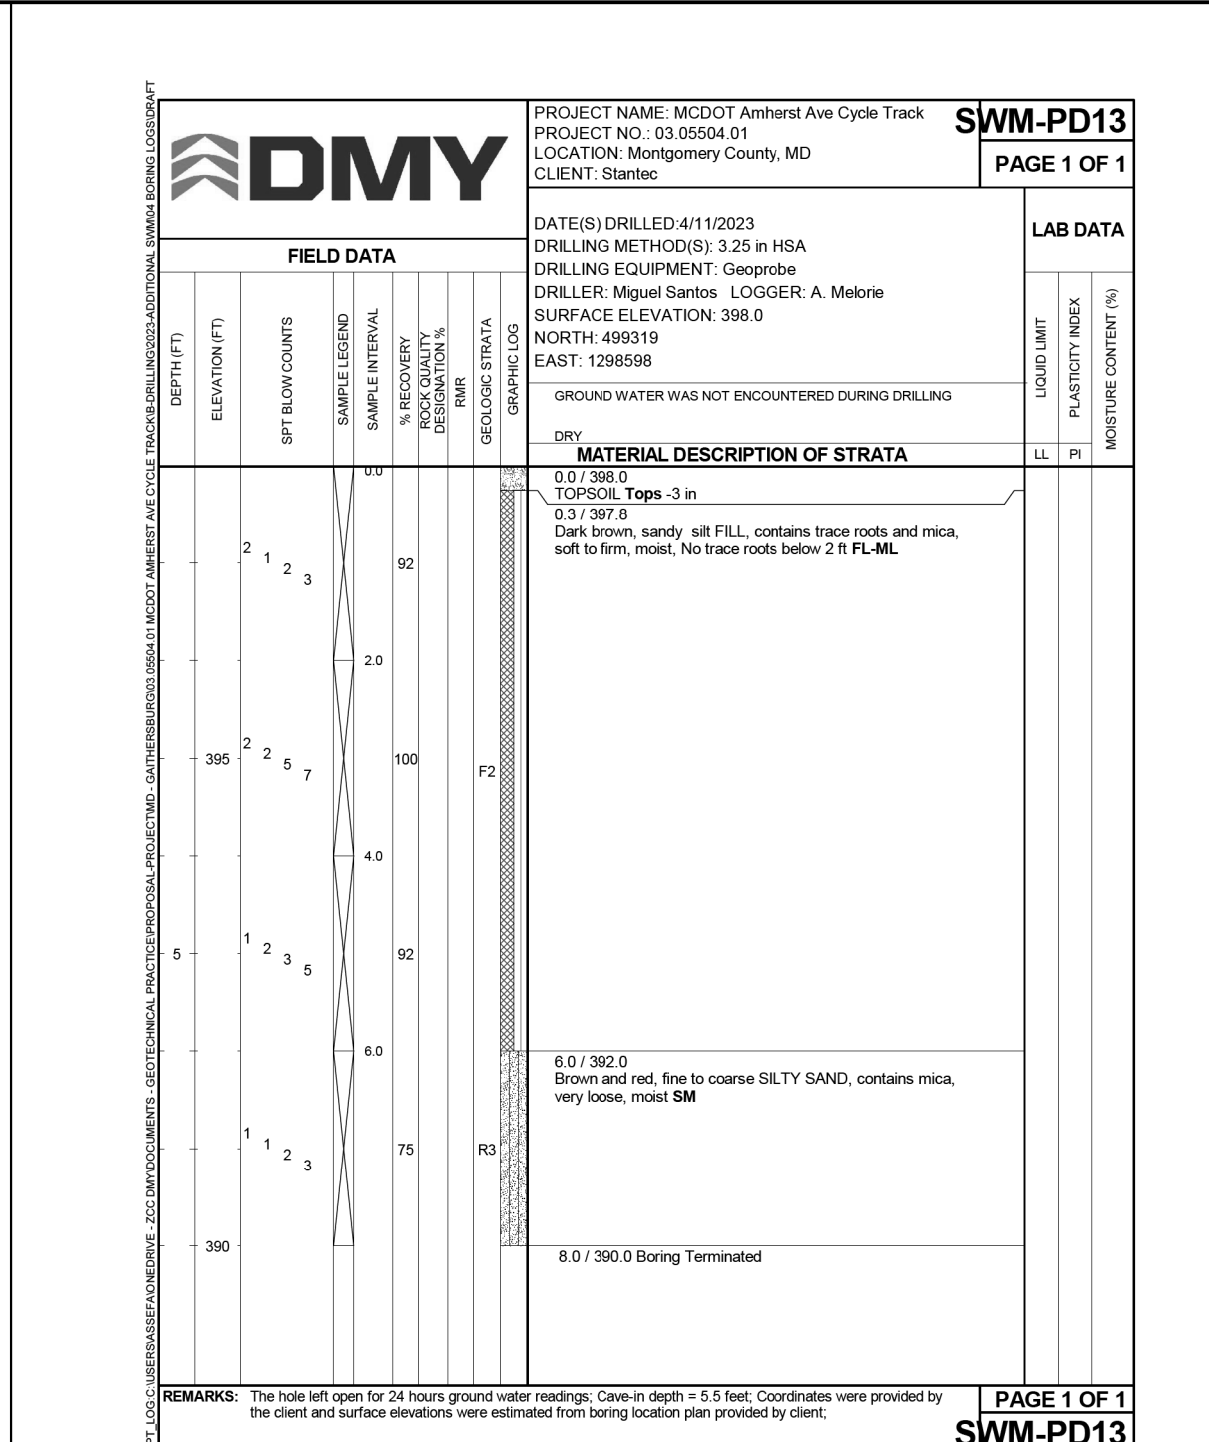 DMY
PROJECT NAME: MCDOT Amherst Ave Cycle Track
PROJECT NO.: 03.05504.01
LOCATION: Montgomery County, MD
CLIENT: Stantec
SWM-PD13
PAGE 1 OF 1
FIELD DATA
DATE(S) DRILLED:4/11/2023
DRILLING METHOD(S): 3.25 in HSA
DRILLING EQUIPMENT: Geoprobe
DRILLER: Miguel Santos LOGGER: A. Melorie
SURFACE ELEVATION: 398.0
NORTH: 499319
EAST: 1298598
LAB DATA
DEPTH (FT)
ELEVATION (FT)
SPT BLOW COUNTS
SAMPLE LEGEND
SAMPLE INTERVAL
% RECOVERY
ROCK QUALITY
DESIGNATION %
RMR
GEOLOGIC STRATA
GRAPHIC LOG
GROUND WATER WAS NOT ENCOUNTERED DURING DRILLING
DRY
LIQUID LIMIT
PLASTICITY INDEX
MOISTURE CONTENT (%)
MATERIAL DESCRIPTION OF STRATA
LL PI
0.0
0.0 / 398.0
TOPSOIL Tops -3 in
0.3 / 397.8
Dark brown, sandy silt FILL, contains trace roots and mica,
soft to firm, moist, No trace roots below 2 ft FL-ML
2 1 2 3 92
2.0
395 2 2 5 7 100 F2
4.0
5 1 2 3 5 92
6.0
6.0 / 392.0
Brown and red, fine to coarse SILTY SAND, contains mica,
very loose, moist SM
1 1 2 3 75 R3
390
8.0 / 390.0 Boring Terminated
REMARKS: The hole left open for 24 hours ground water readings; Cave-in depth = 5.5 feet; Coordinates were provided by
the client and surface elevations were estimated from boring location plan provided by client;
PAGE 1 OF 1
SWM-PD13
PT_LOG:C:\USERS\ASSEFA\ONEDRIVE - ZCC DMY\DOCUMENTS - GEOTECHNICAL PRACTICE\PROPOSAL-PROJECT\MD - GAITHERSBURG\03.05504.01 MCDOT AMHERST AVE CYCLE TRACK\B-DRILLING\2023-ADDITIONAL SWM\04 BORING LOGS\DRAFT